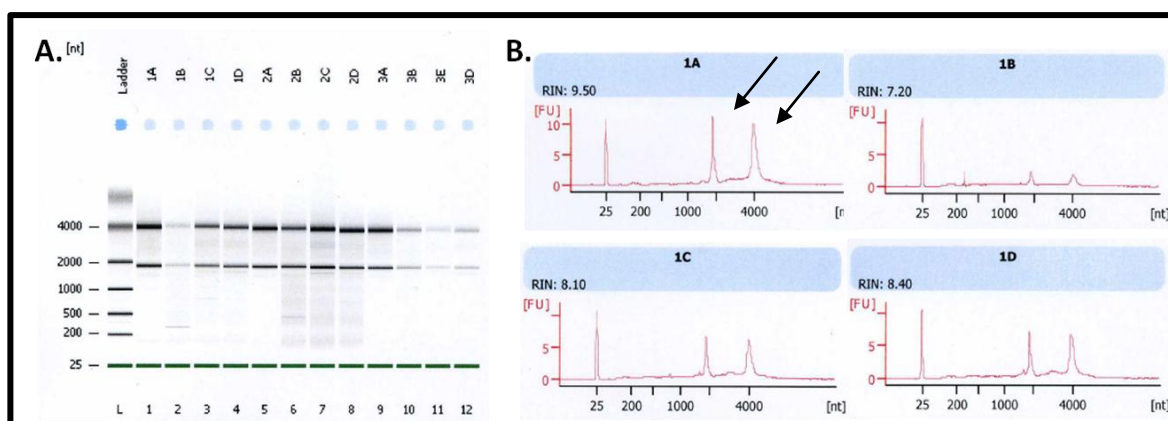 A. [nt]
Ladder 1A 1B 1C 1D 2A 2B 2C 2D 3A 3B 3E 3D
4000
2000
1000
500
200
25
L 1 2 3 4 5 6 7 8 9 10 11 12
B.
1A
RIN: 9.50
[FU]
10
5
0
25 200 1000 4000 [nt
1B
RIN: 7.20
[FU]
5
0
25 200 1000 4000 [nt]
1C
RIN: 8.10
[FU]
5
0
25 200 1000 4000 [nt]
1D
RIN: 8.40
[FU]
5
0
25 200 1000 4000 [nt]